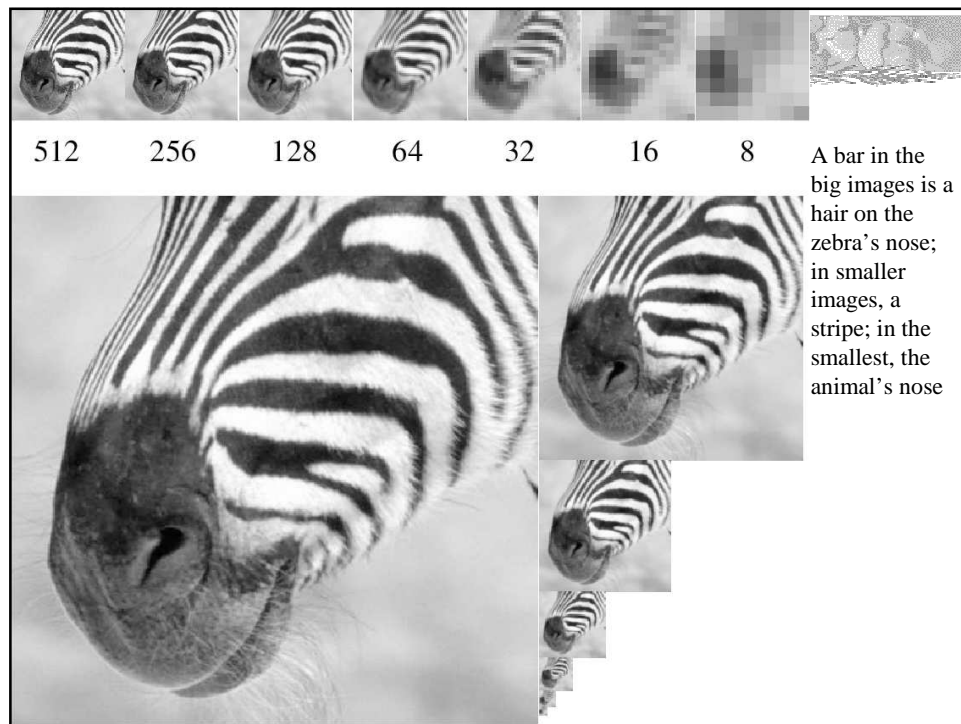 512 256 128 64 32 16 8
A bar in the
big images is a
hair on the
zebra’s nose;
in smaller
images, a
stripe; in the
smallest, the
animal’s nose